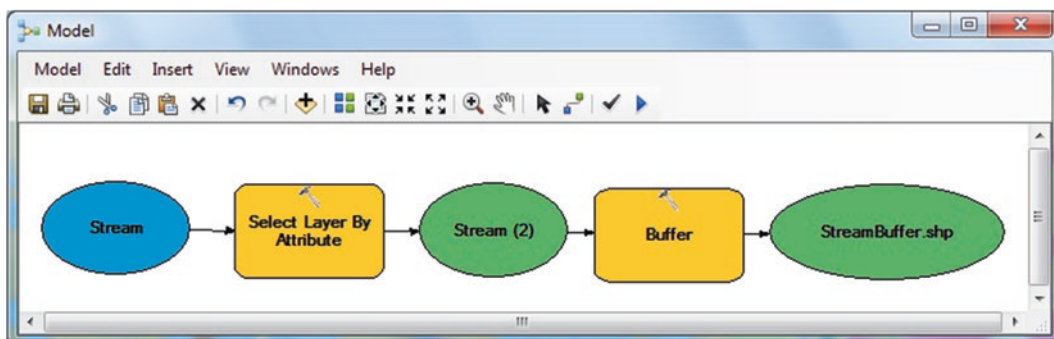 Model
Model Edit Insert View Windows Help
Stream
Select Layer By
Attribute
Stream (2)
Buffer
StreamBuffer.shp